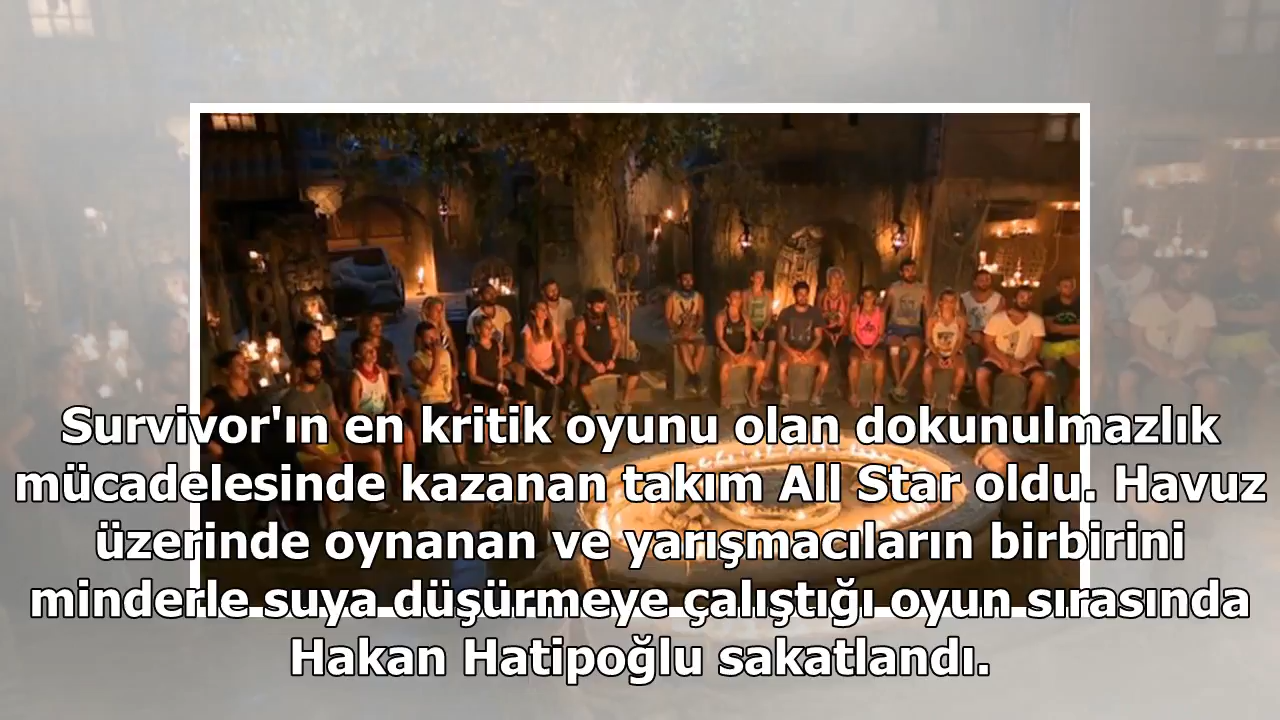 Survivor'ın en kritik oyunu olan dokunulmazlık
mücadelesinde kazanan takım All Star oldu. Havuz
üzerinde oynanan ve yarışmacıların birbirini
minderle suya düşürmeye çalıştığı oyun sırasında
Hakan Hatipoğlu sakatlandı.